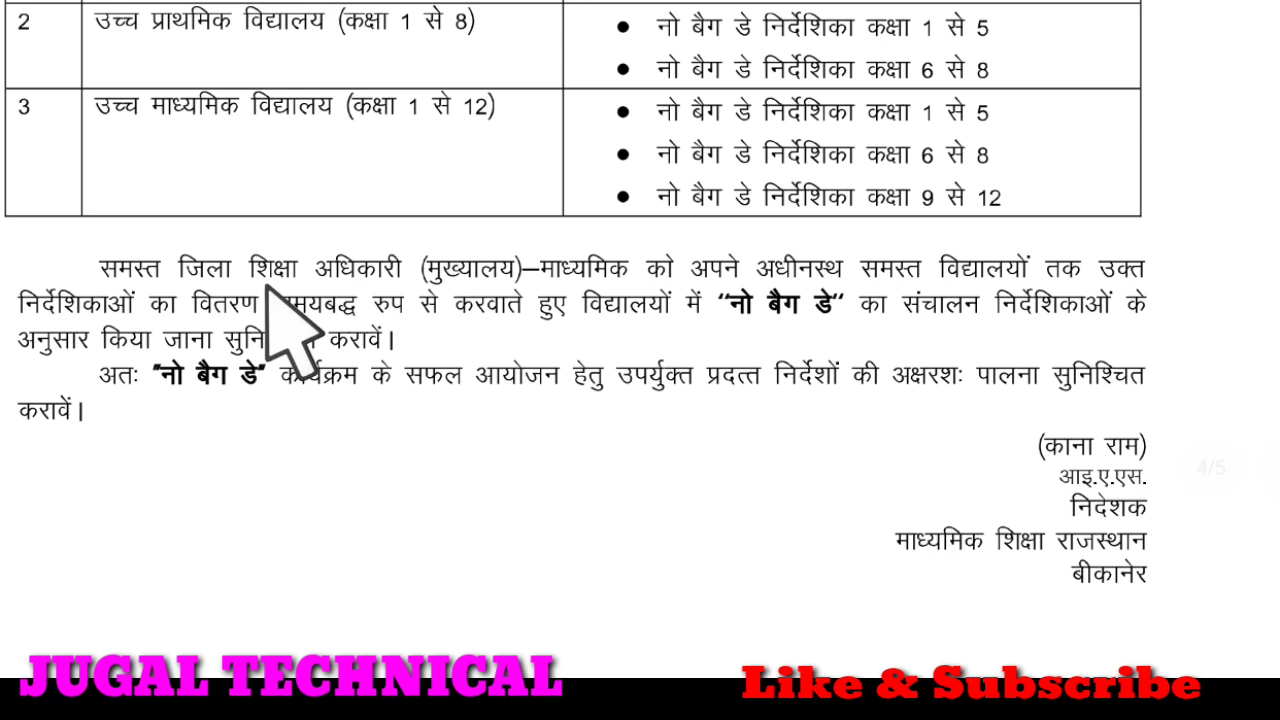 2 उच्च प्राथमिक विद्यालय (कक्षा 1 से 8)
• नो बैग डे निर्देशिका कक्षा 1 से 5
• नो बैग डे निर्देशिका कक्षा 6 से 8
3 उच्च माध्यमिक विद्यालय (कक्षा 1 से 12)
• नो बैग डे निर्देशिका कक्षा 1 से 5
• नो बैग डे निर्देशिका कक्षा 6 से 8
• नो बैग डे निर्देशिका कक्षा 9 से 12
समस्त जिला शिक्षा अधिकारी (मुख्यालय)–माध्यमिक को अपने अधीनस्थ समस्त विद्यालयों तक उक्त
निर्देशिकाओं का वितरण रुप से करवाते हुए विद्यालयों में ‘‘नो बैग डे’’ का संचालन निर्देशिकाओं के
अनुसार किया जाना करावें।
अतः "नो बैग डे" कार्यक्रम के सफल आयोजन हेतु उपर्युक्त प्रदत्त निर्देशों की अक्षरशः पालना सुनिश्चित
करावें।
(काना राम)
आइ.ए.एस.
निदेशक
माध्यमिक शिक्षा राजस्थान
बीकानेर
4/5
JUGAL TECHNICAL
Like & Subscribe